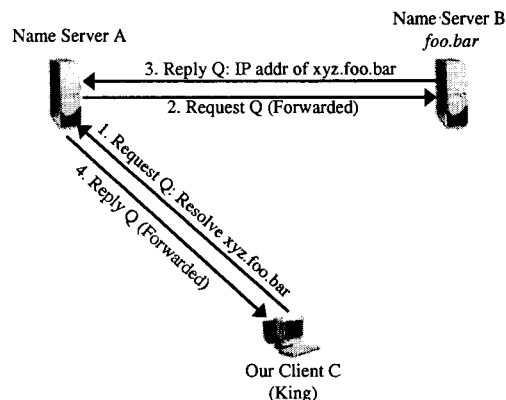 Name Server B
Name Server A
foo.bar
3. Reply Q: IP addr of xyz.foo.bar
2. Request Q (Forwarded)
1. Request Q: Resolve xyz.foo.bar
4. Reply Q (Forwarded)
Our Client C
(King)